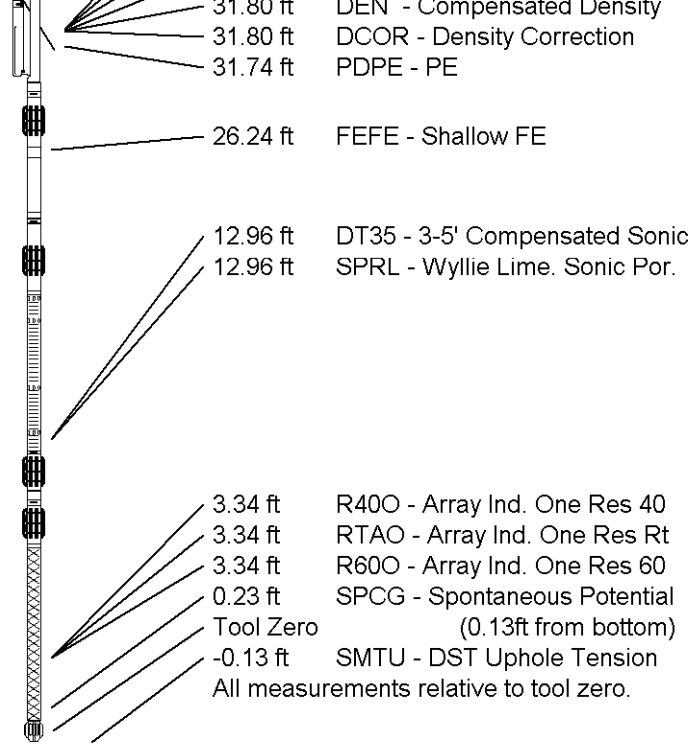 31.80 ft DEN - Compensated Density
31.80 ft DCOR - Density Correction
31.74 ft PDPE - PE
26.24 ft FEFE - Shallow FE
12.96 ft DT35 - 3-5' Compensated Sonic
12.96 ft SPRL - Wyllie Lime. Sonic Por.
3.34 ft R40O - Array Ind. One Res 40
3.34 ft RTAO - Array Ind. One Res Rt
3.34 ft R60O - Array Ind. One Res 60
0.23 ft SPCG - Spontaneous Potential
Tool Zero (0.13ft from bottom)
-0.13 ft SMTU - DST Uphole Tension
All measurements relative to tool zero.